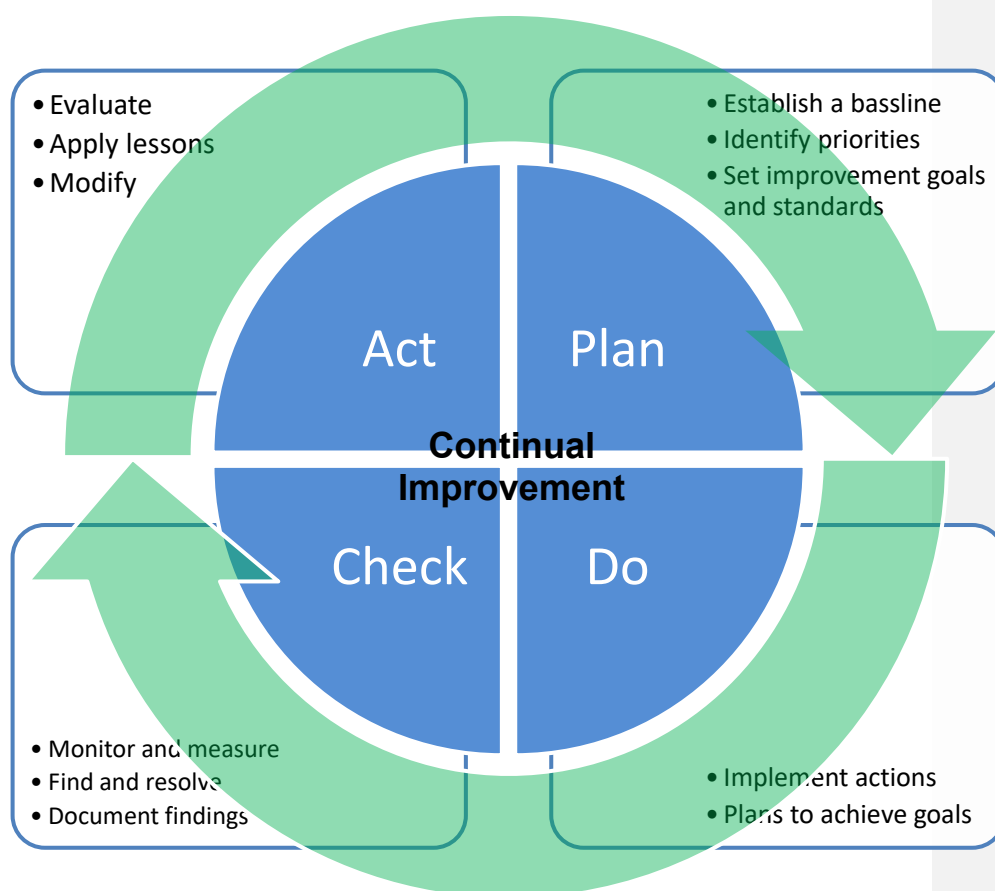 • Evaluate
• Apply lessons
• Modify
• Establish a bassline
• Identify priorities
• Set improvement goals
and standards
Act
Plan
Continual
Improvement
Check
Do
• Monitor and measure
• Find and resolve
• Document findings
• Implement actions
• Plans to achieve goals